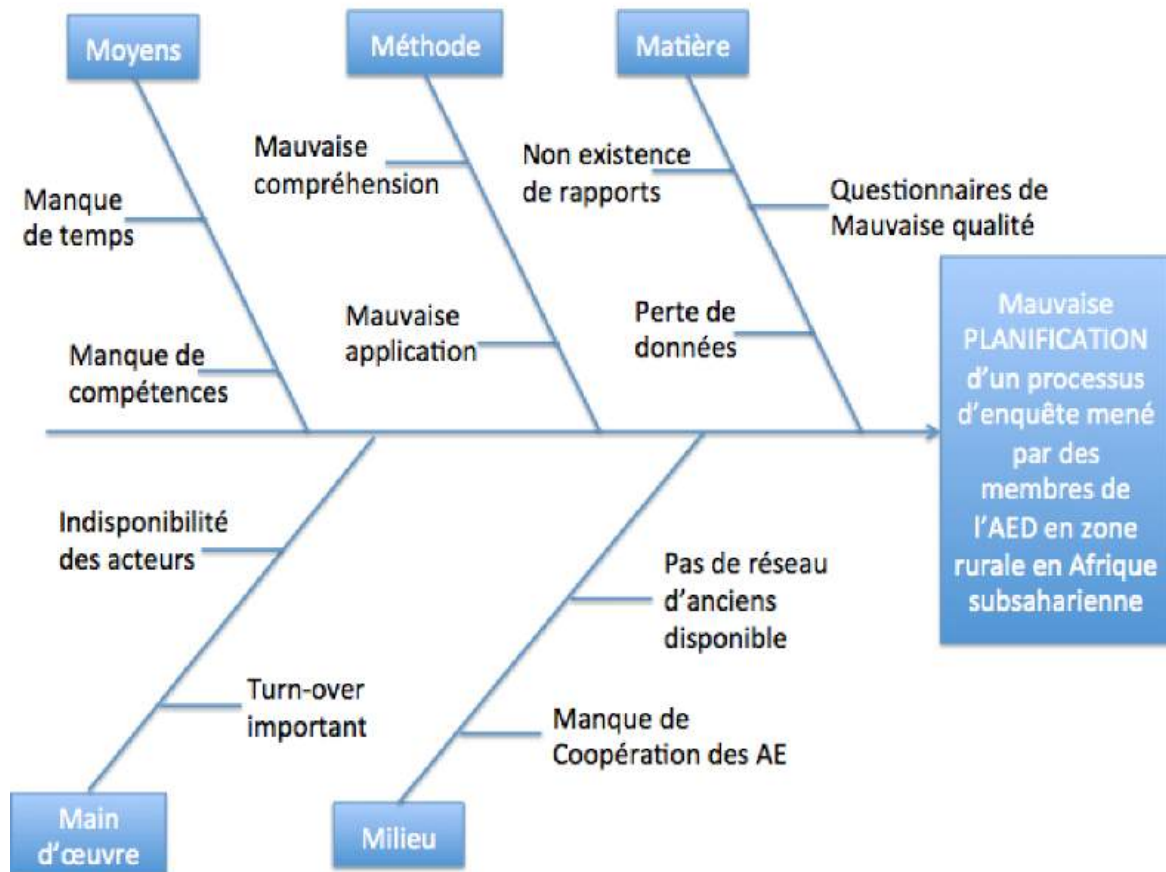 Moyens
Méthode
Matière
Mauvaise
compréhension
Non existence
de rapports
Manque
de temps
Questionnaires de
Mauvaise qualité
Mauvaise
application
Perte de
données
Manque de
compétences
Mauvaise
PLANIFICATION
d'un processus
d'enquête mené
par des
membres de
l'AED en zone
rurale en Afrique
subsaharienne
Indisponibilité
des acteurs
Pas de réseau
d'anciens
disponible
Turn-over
important
Manque de
Coopération des AE
Main
d'œuvre
Milieu